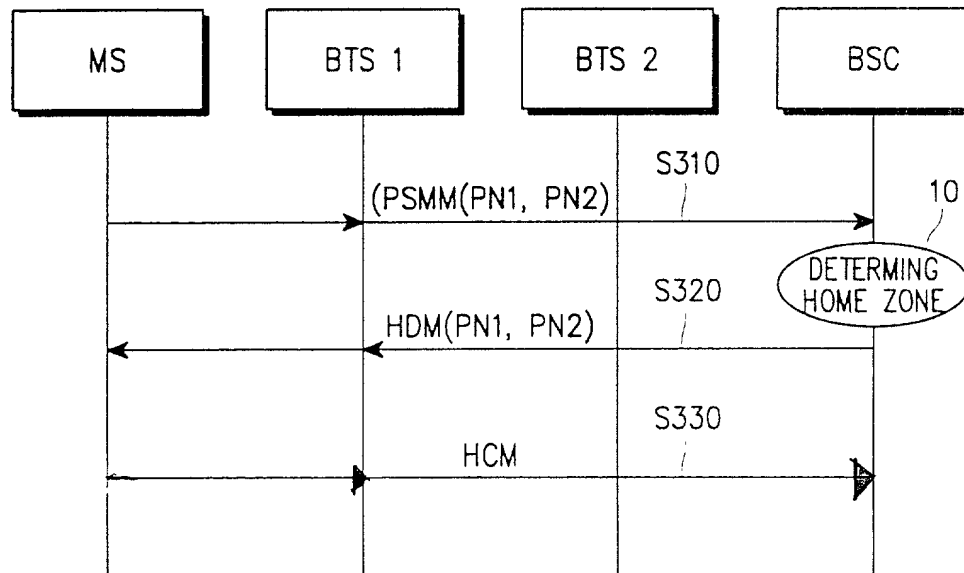 MS
BTS 1
BTS 2
BSC
S310
(PSMM(PN1, PN2)
10
DETERMING
HOME ZONE
S320
HDM(PN1, PN2)
S330
HCM